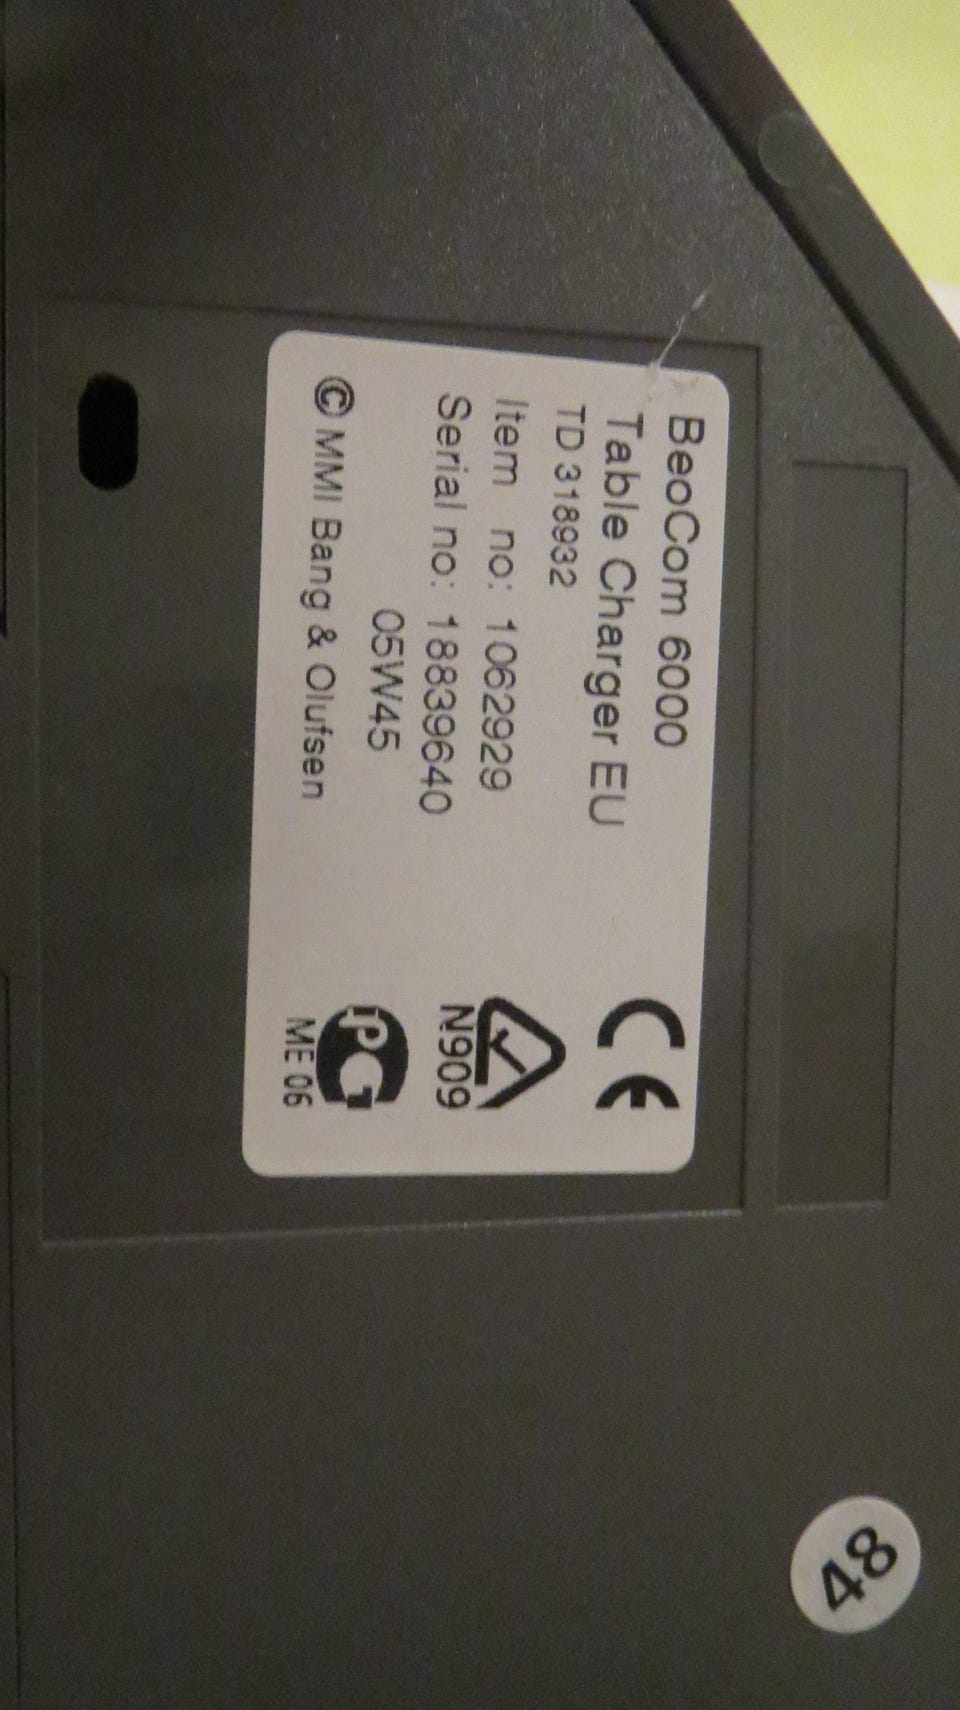 BeoCom 6000
Table Charger EU
TD 318932
Item no: 1062929
Serial no: 18839640
05W45
© MMI Bang & Olufsen
CE
N909
PCT
ME 06
48